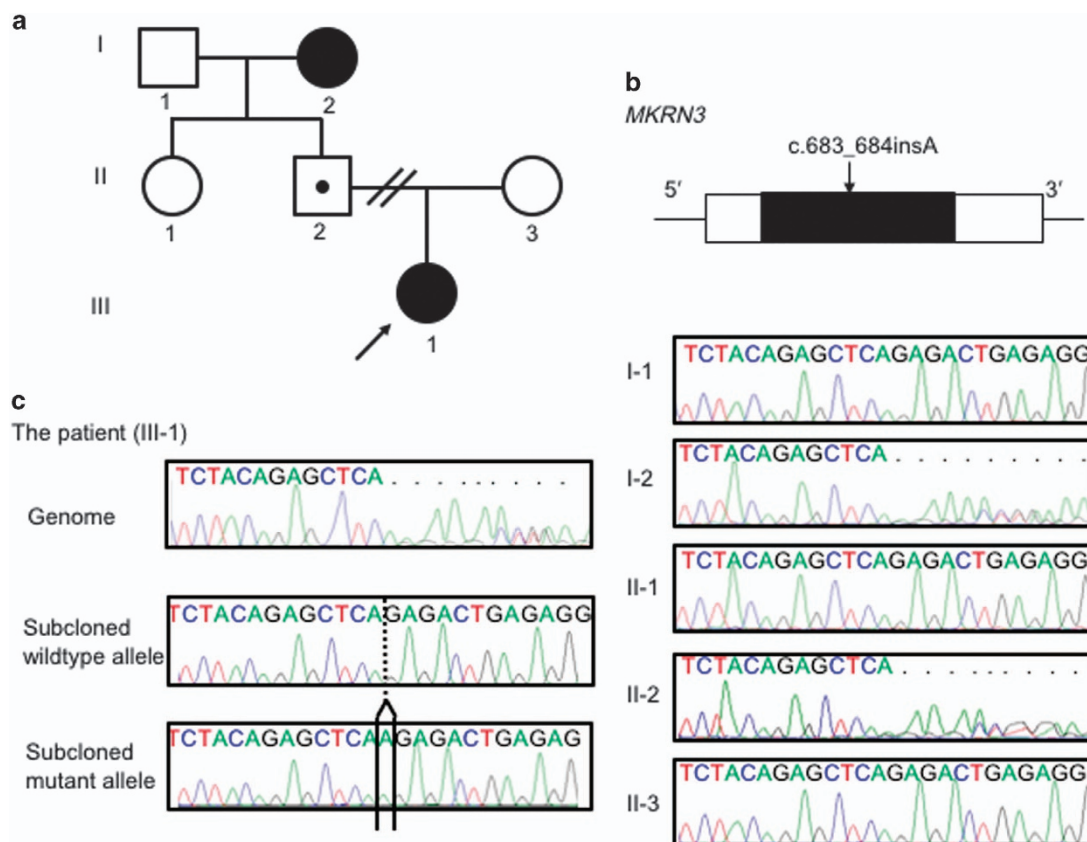 a
I
1
2
II
1
2
3
III
1
b
MKRN3
c.683_684insA
5′
3′
I-1
TCTACAGAGCTCAGAGACTGAGAGG
I-2
TCTACAGAGCTCA . . . . . . . . . .
II-1
TCTACAGAGCTCAGAGACTGAGAGG
II-2
TCTACAGAGCTCA . . . . . . . . .
II-3
TCTACAGAGCTCAGAGACTGAGAGG
c
The patient (III-1)
Genome
TCTACAGAGCTCA . . . . . . . .
Subcloned
wildtype allele
TCTACAGAGCTCAGAGACTGAGAGG
Subcloned
mutant allele
TCTACAGAGCTCAAGAGACTGAGAG